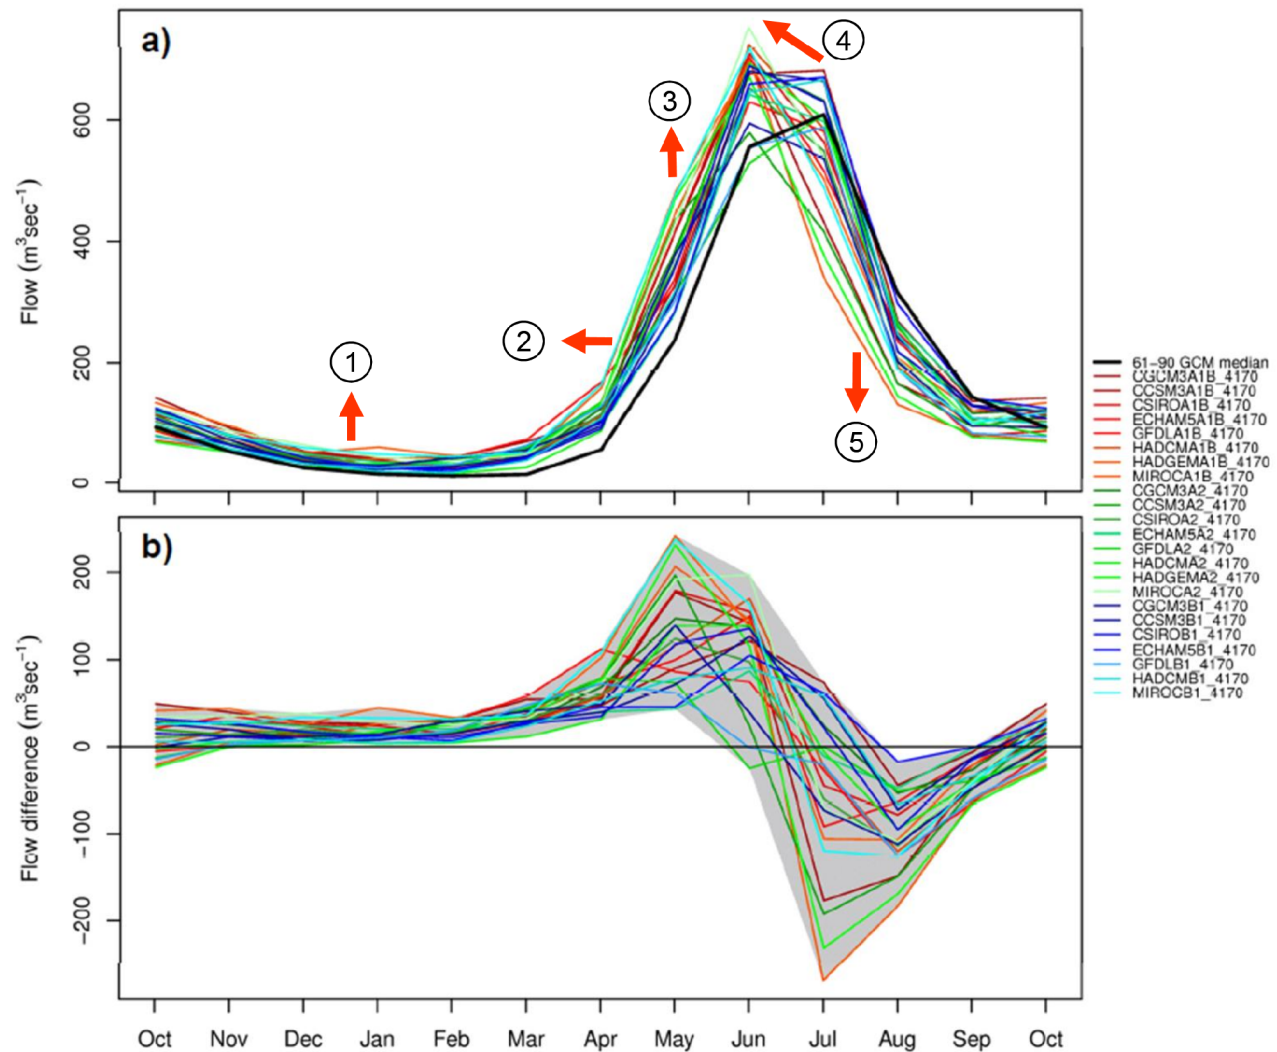 a)
4
3
2
1
5
600
400
200
0
Flow (m³sec⁻¹)
61–90 GCM median
CGCM3A1B_4170
CCSM3A1B_4170
CSIROA1B_4170
ECHAM5A1B_4170
GFDLA1B_4170
HADCMA1B_4170
HADGEMA1B_4170
MIROCA1B_4170
CGCM3A2_4170
CCSM3A2_4170
CSIROA2_4170
ECHAM5A2_4170
GFDLA2_4170
HADCMA2_4170
HADGEMA2_4170
MIROCA2_4170
CGCM3B1_4170
CCSM3B1_4170
CSIROB1_4170
ECHAM5B1_4170
GFDLB1_4170
HADCMB1_4170
MIROCB1_4170
b)
200
100
0
−100
−200
Flow difference (m³sec⁻¹)
Oct Nov Dec Jan Feb Mar Apr May Jun Jul Aug Sep Oct